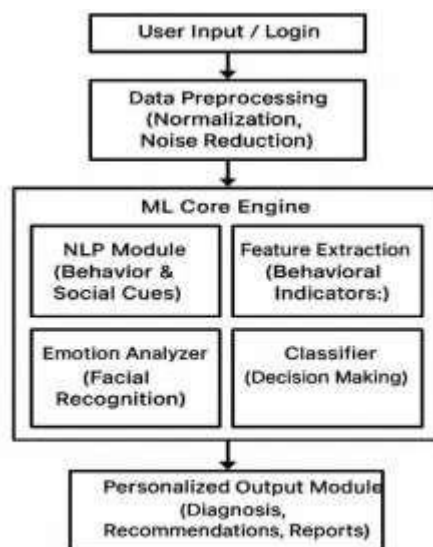 User Input / Login
Data Preprocessing
(Normalization,
Noise Reduction)
ML Core Engine
NLP Module
(Behavior &
Social Cues)
Feature Extraction
(Behavioral
Indicators:)
Emotion Analyzer
(Facial
Recognition)
Classifier
(Decision Making)
Personalized Output Module
(Diagnosis,
Recommendations, Reports)